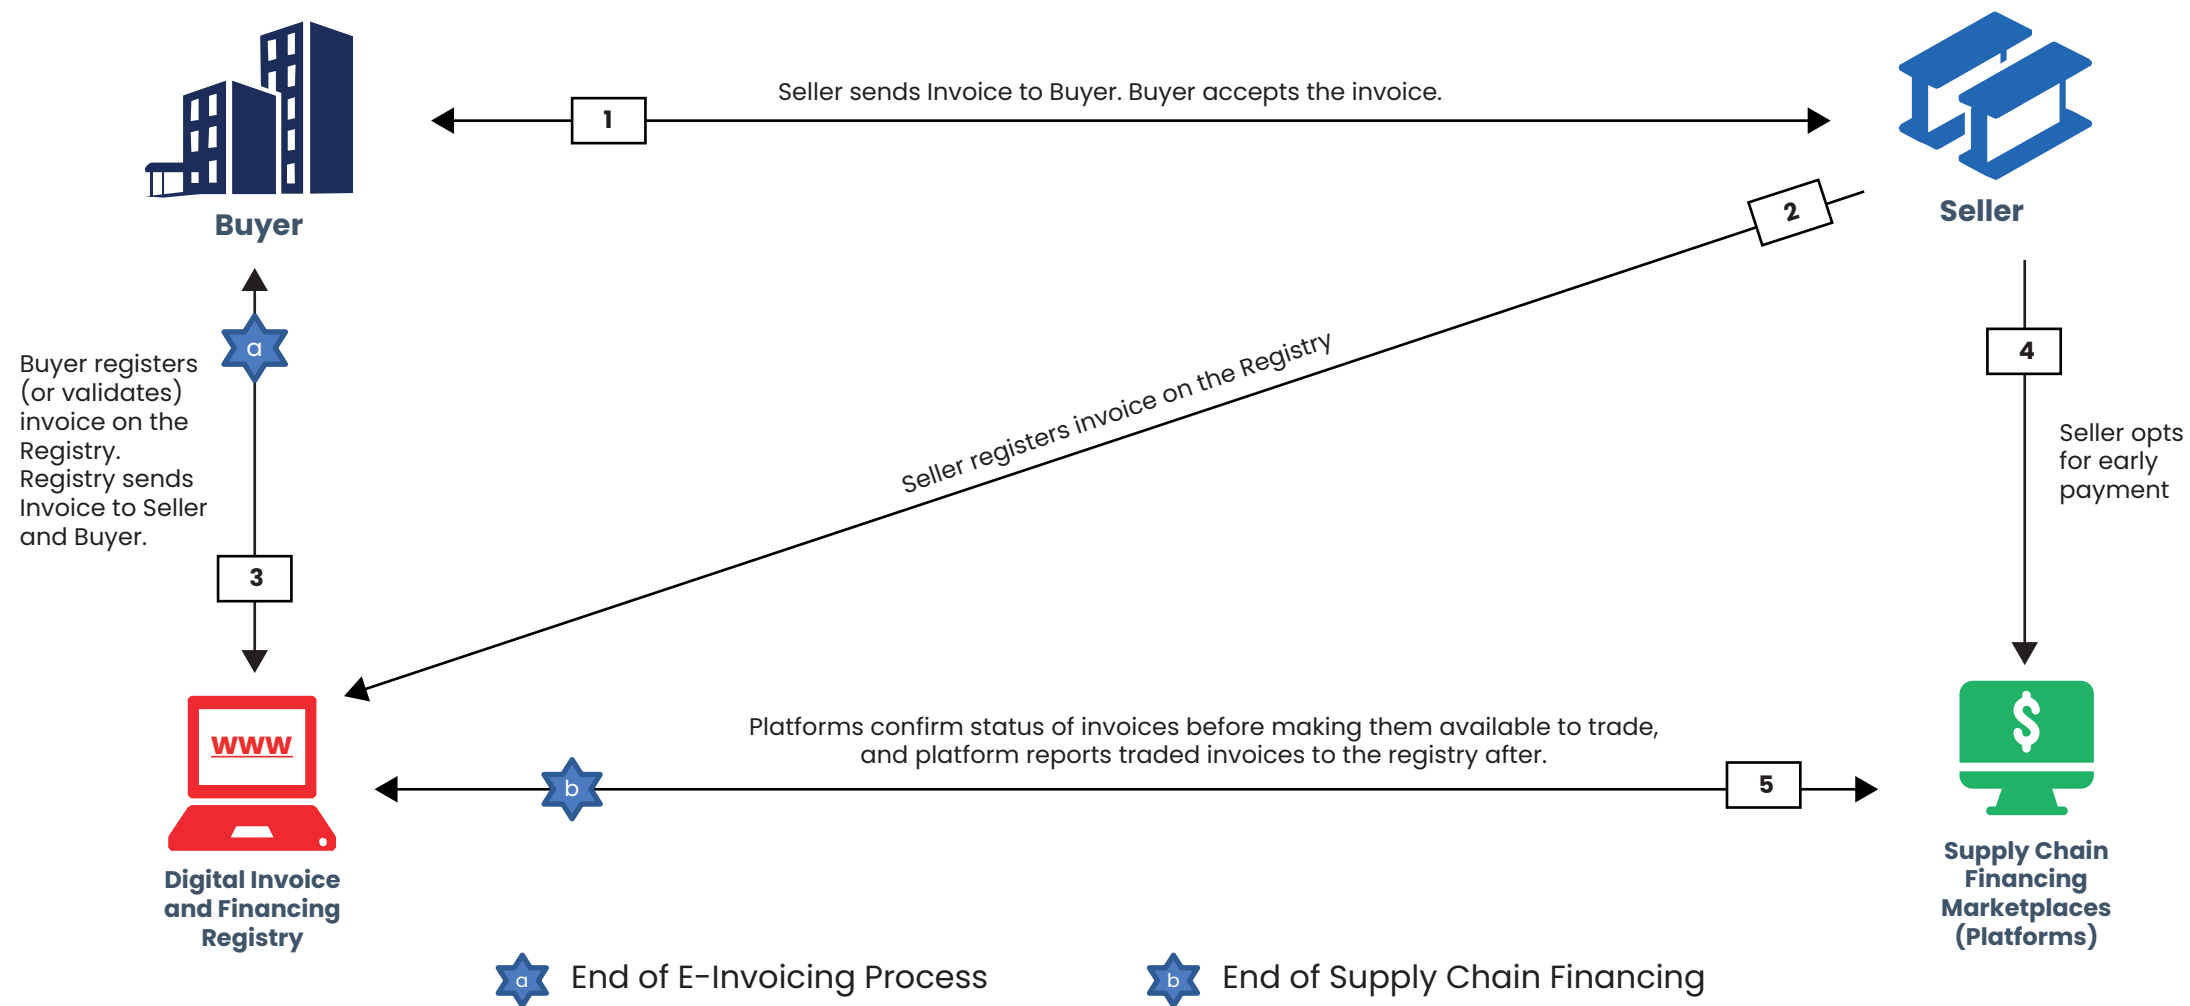 Seller sends Invoice to Buyer. Buyer accepts the invoice.
1
Buyer
2
Seller
a
Buyer registers
(or validates)
invoice on the
Registry.
Registry sends
Invoice to Seller
and Buyer.
3
Seller registers invoice on the Registry
4
Seller opts
for early
payment
www
Platforms confirm status of invoices before making them available to trade,
and platform reports traded invoices to the registry after.
b
5
$
Digital Invoice
and Financing
Registry
Supply Chain
Financing
Marketplaces
(Platforms)
a End of E-Invoicing Process
b End of Supply Chain Financing